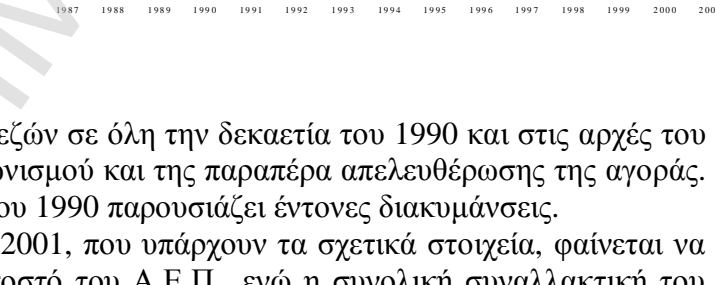 1987 1988 1989 1990 1991 1992 1993 1994 1995 1996 1997 1998 1999 2000 200
εζών σε όλη την δεκαετία του 1990 και στις αρχές του
ωνισμού και της παραπέρα απελευθέρωσης της αγοράς.
ου 1990 παρουσιάζει έντονες διακυμάνσεις.
2001, που υπάρχουν τα σχετικά στοιχεία, φαίνεται να
οστό του Α.Ε.Π., ενώ η συνολική συναλλακτική του